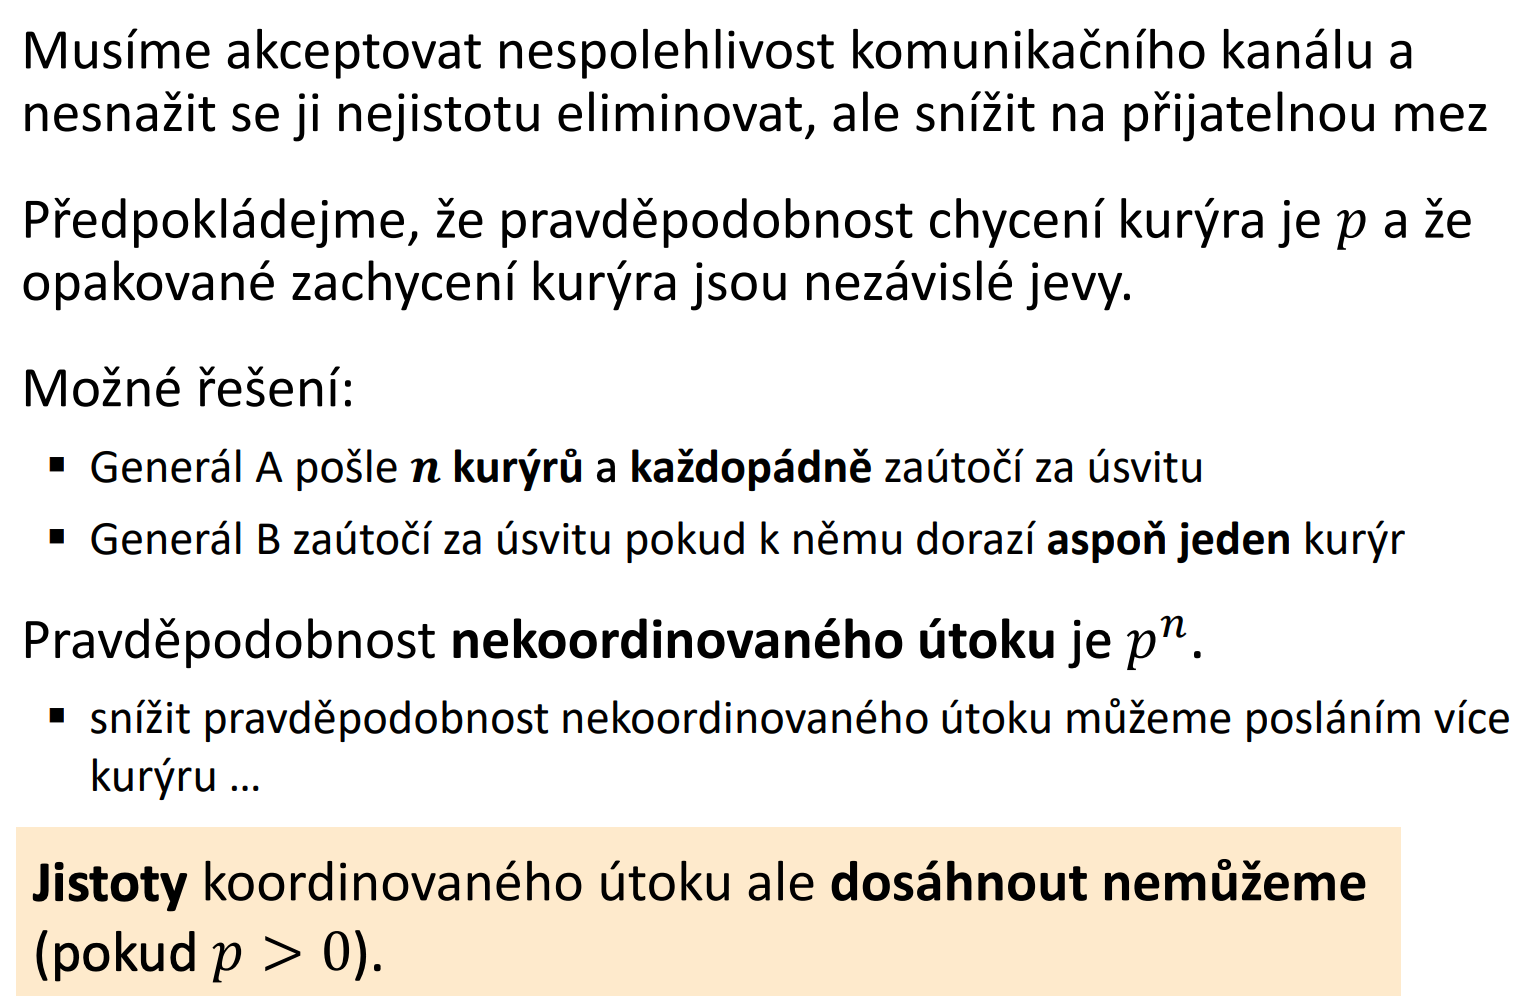 Musíme akceptovat nespolehlivost komunikačního kanálu a
nesnažit se ji nejistotu eliminovat, ale snížit na přijatelnou mez
Předpokládejme, že pravděpodobnost chycení kurýra je p a že
opakované zachycení kurýra jsou nezávislé jevy.
Možné řešení:
▪ Generál A pošle n kurýrů a každopádně zaútočí za úsvitu
▪ Generál B zaútočí za úsvitu pokud k němu dorazí aspoň jeden kurýr
Pravděpodobnost nekoordinovaného útoku je pⁿ.
▪ snížit pravděpodobnost nekoordinovaného útoku můžeme posláním více
kurýru ...
Jistoty koordinovaného útoku ale dosáhnout nemůžeme
(pokud p > 0).